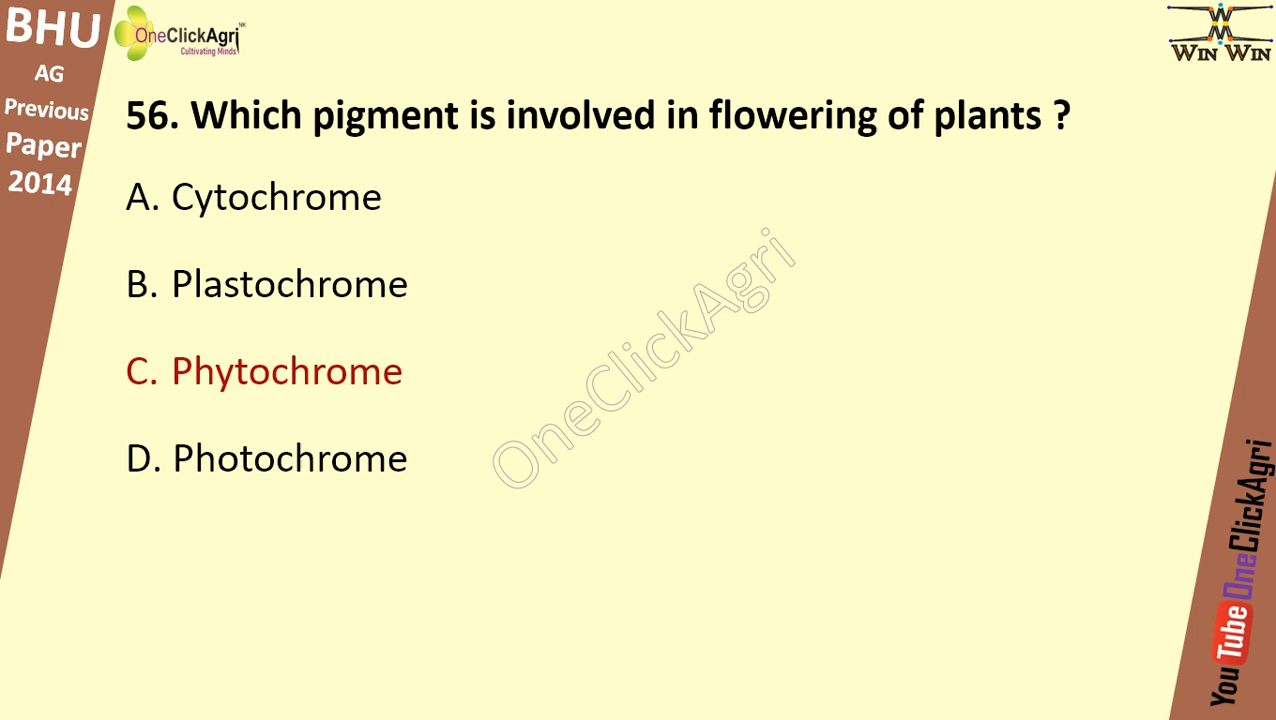 BHU
AG
Previous
Paper
2014
OneClickAgri NK
Cultivating Minds
WIN WIN
56. Which pigment is involved in flowering of plants ?
A. Cytochrome
B. Plastochrome
C. Phytochrome
D. Photochrome
OneClickAgri
YouTube OneClickAgri